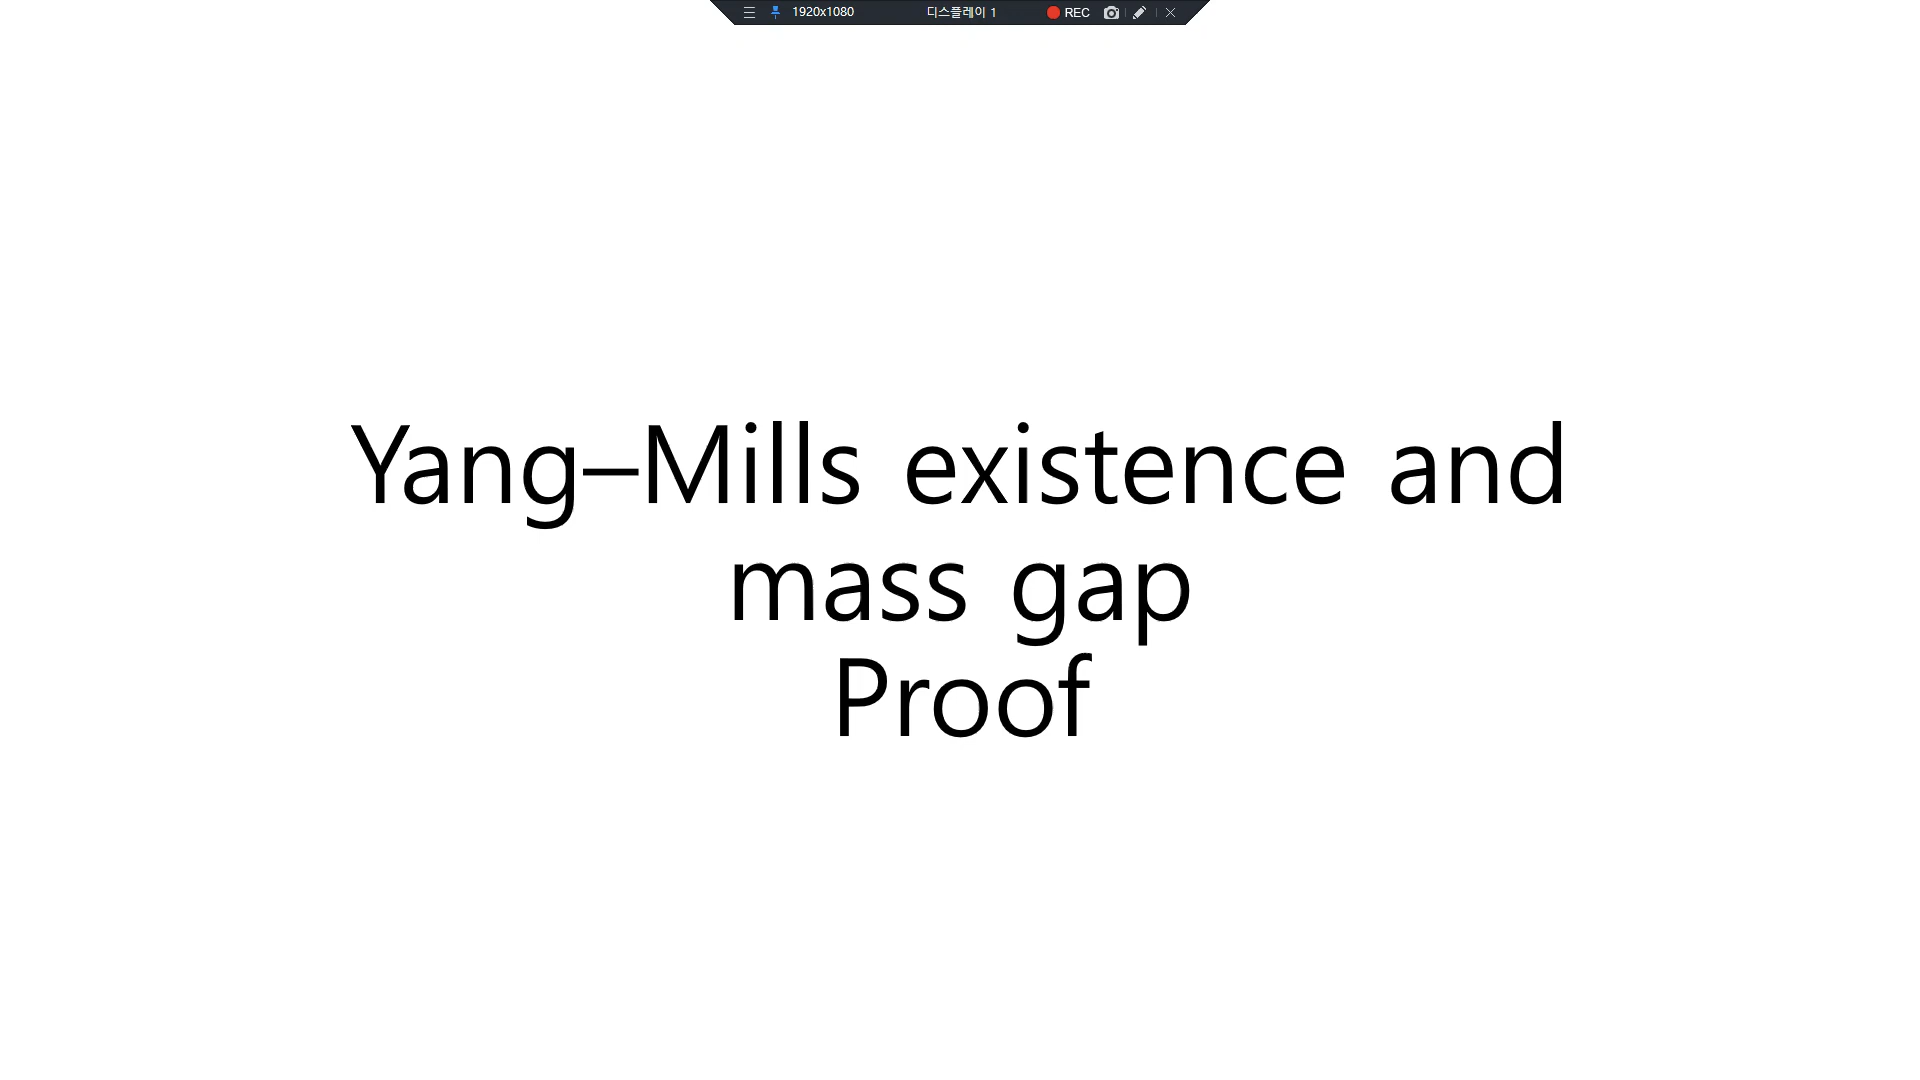 1920x1080 디스플레이 1 REC
Yang–Mills existence and
mass gap
Proof